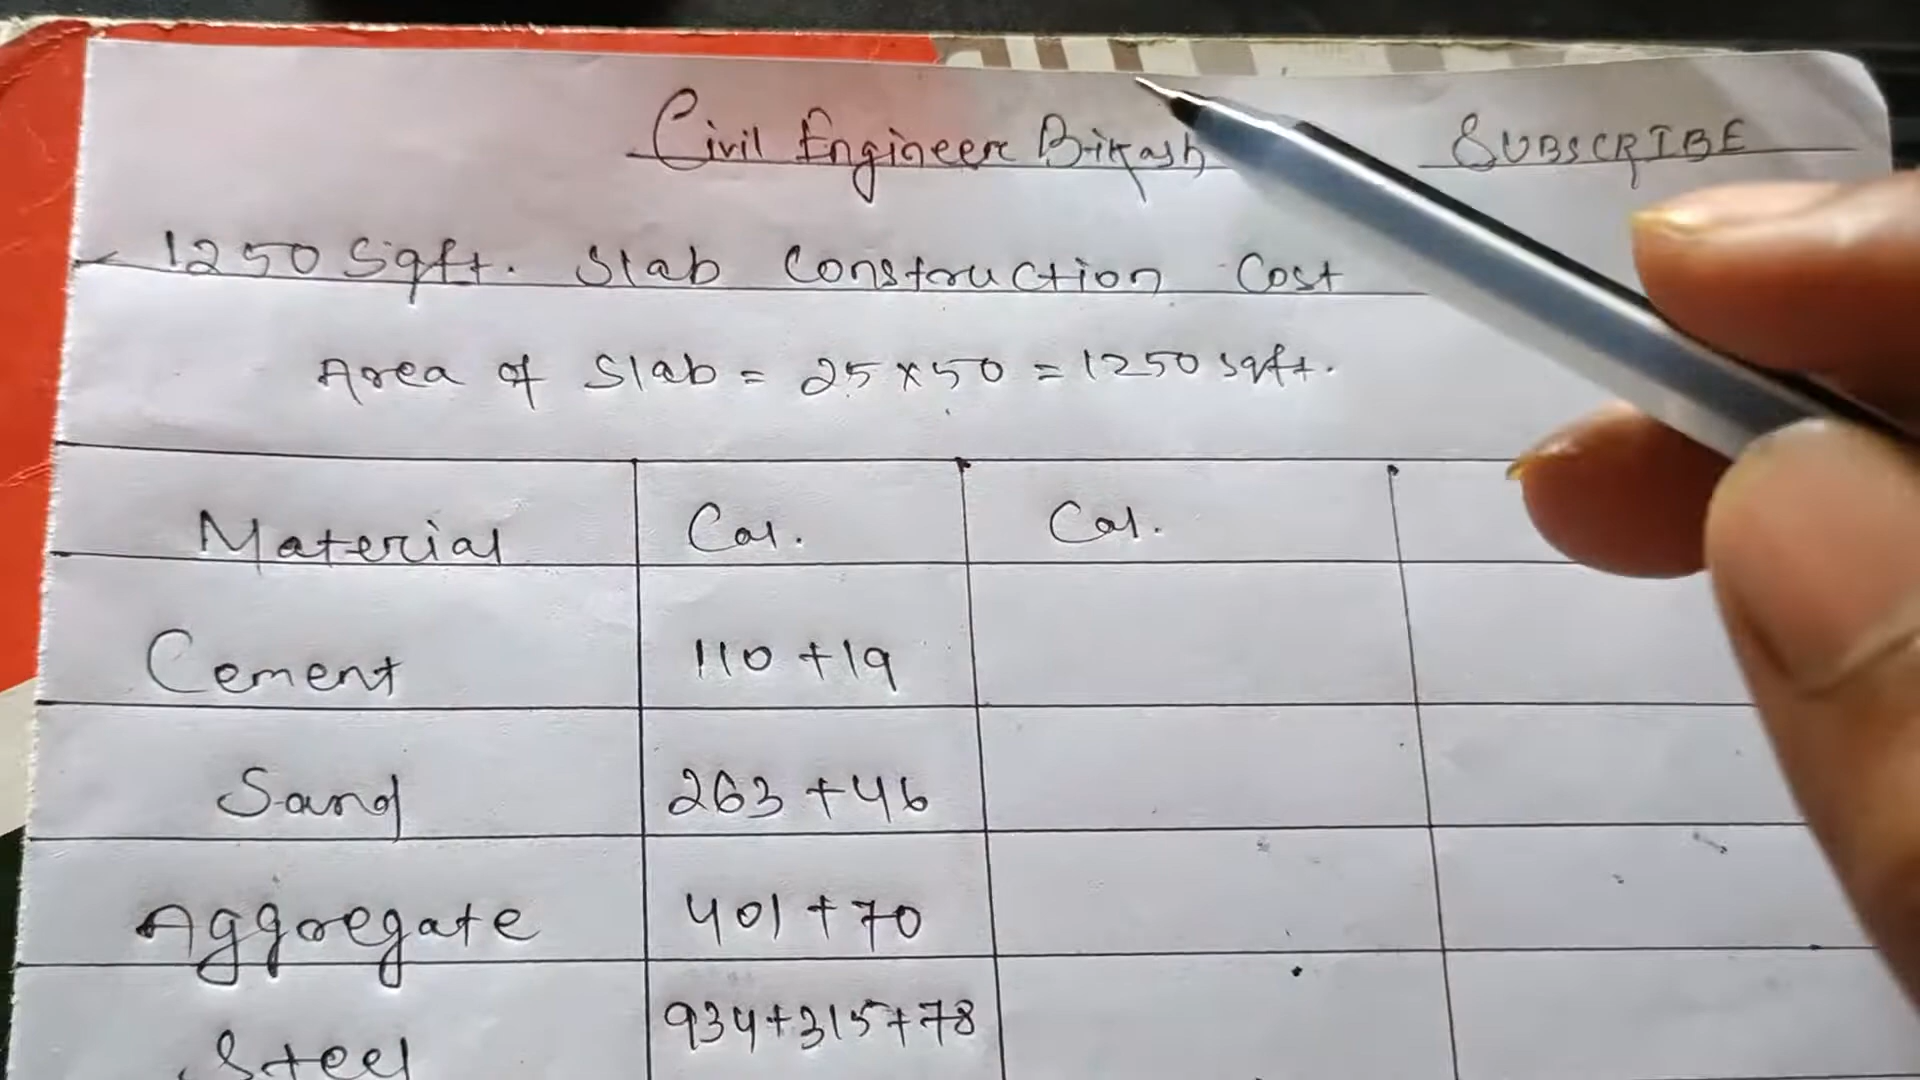 Civil Engineer Bikash SUBSCRIBE
1250 Sqft. Slab Construction Cost
Area of Slab = 25 × 50 = 1250 sqft.
Material Cal. Cal.
Cement 110 + 19
Sand 263 + 46
Aggregate 401 + 70
Steel 934 + 315 + 78